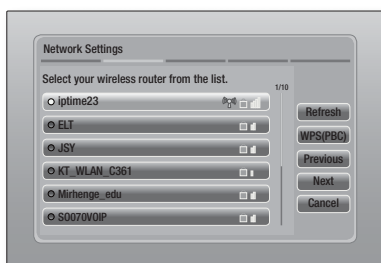 Network Settings
Select your wireless router from the list.
1/10
iptime23
ELT
JSY
KT_WLAN_C361
Mirhenge_edu
SO070VOIP
Refresh
WPS(PBC)
Previous
Next
Cancel